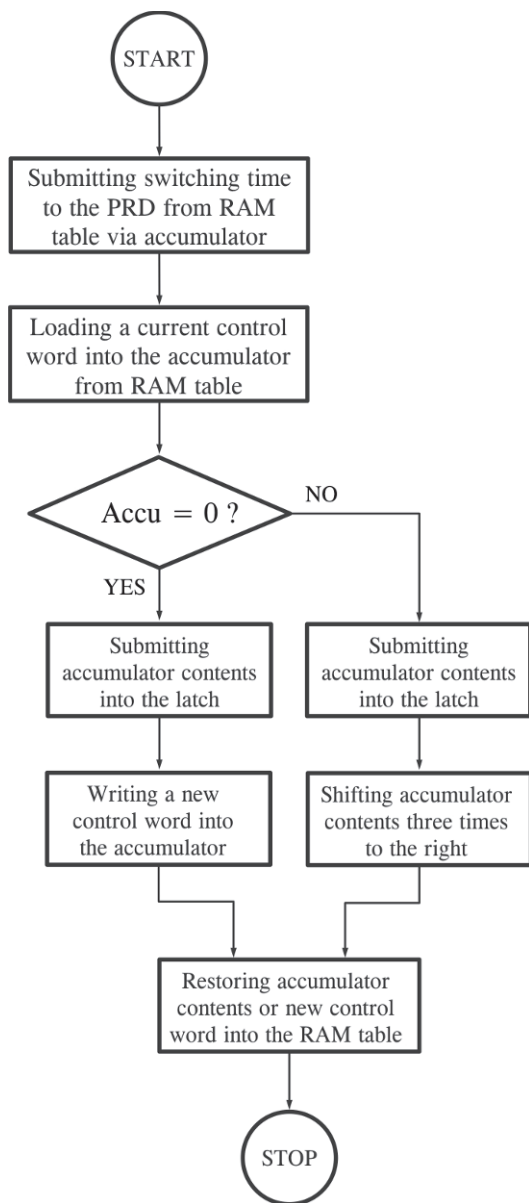 START
Submitting switching time
to the PRD from RAM
table via accumulator
Loading a current control
word into the accumulator
from RAM table
Accu = 0 ?
NO
YES
Submitting
accumulator contents
into the latch
Submitting
accumulator contents
into the latch
Writing a new
control word into
the accumulator
Shifting accumulator
contents three times
to the right
Restoring accumulator
contents or new control
word into the RAM table
STOP